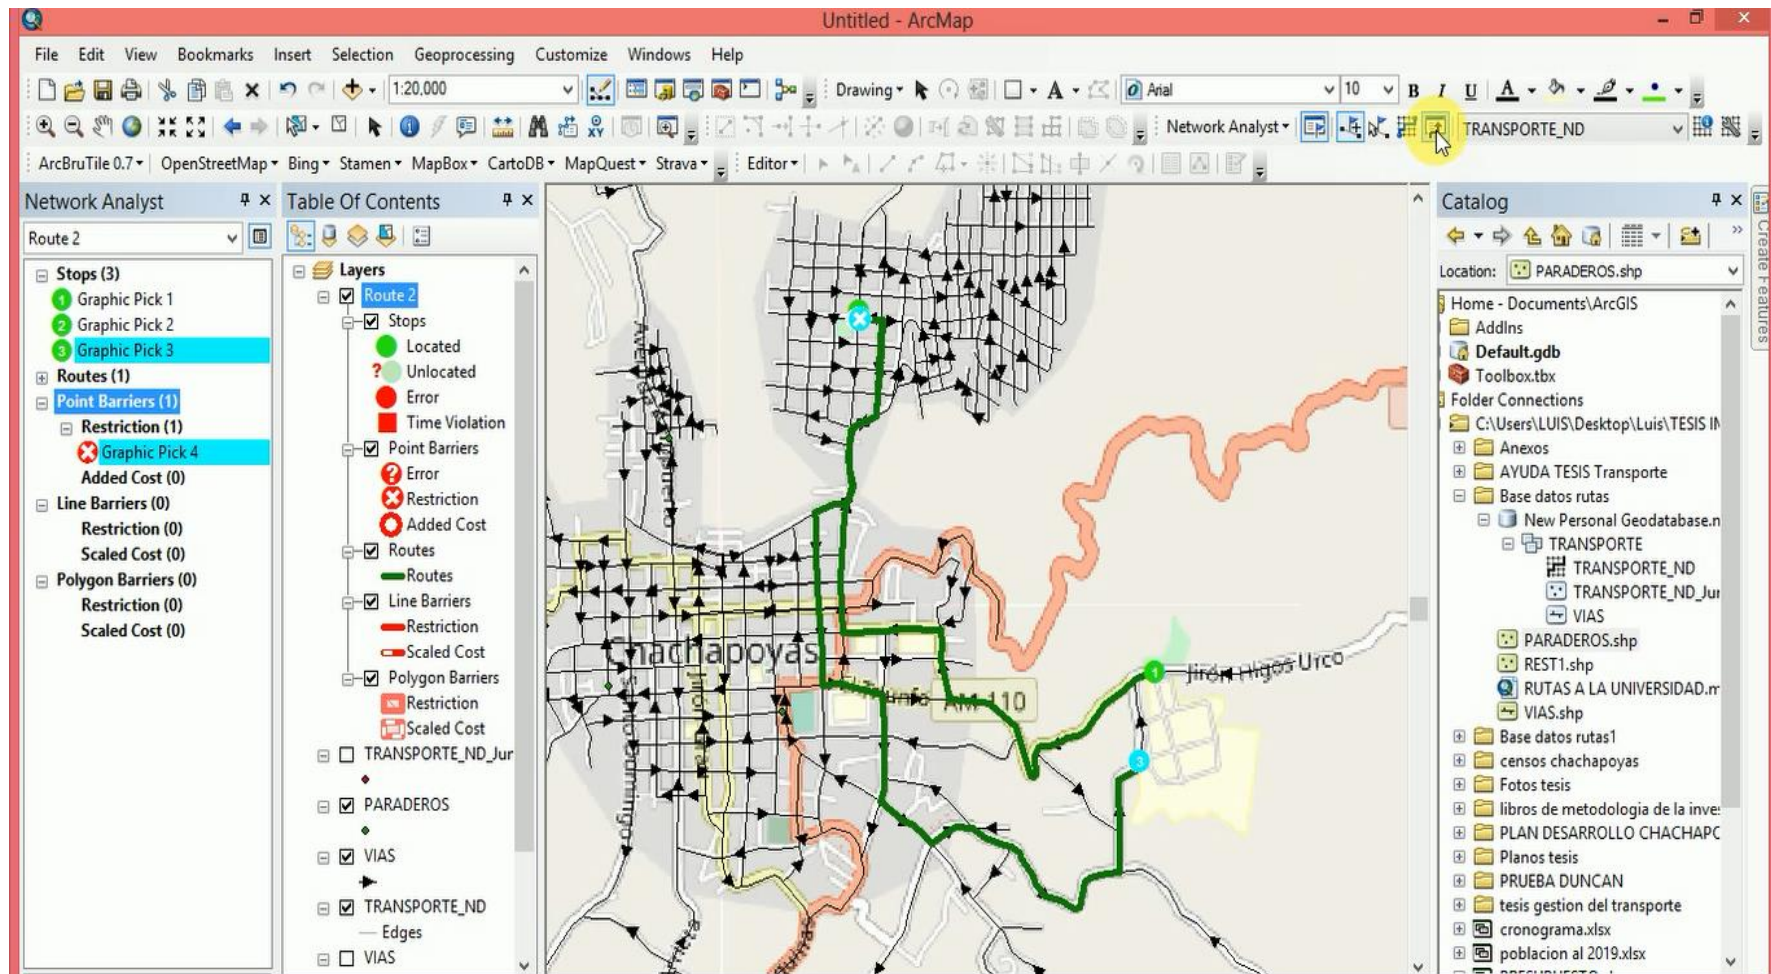 Untitled - ArcMap
File Edit View Bookmarks Insert Selection Geoprocessing Customize Windows Help
1:20,000 Drawing A Arial 10 B I U A
Network Analyst TRANSPORTE_ND
ArcBruTile 0.7 OpenStreetMap Bing Stamen MapBox CartoDB MapQuest Strava Editor
Network Analyst
Route 2
Stops (3)
1 Graphic Pick 1
2 Graphic Pick 2
3 Graphic Pick 3
Routes (1)
Point Barriers (1)
Restriction (1)
Graphic Pick 4
Added Cost (0)
Line Barriers (0)
Restriction (0)
Scaled Cost (0)
Polygon Barriers (0)
Restriction (0)
Scaled Cost (0)
Table Of Contents
Layers
Route 2
Stops
Located
? Unlocated
Error
Time Violation
Point Barriers
? Error
Restriction
Added Cost
Routes
Routes
Line Barriers
Restriction
Scaled Cost
Polygon Barriers
Restriction
Scaled Cost
TRANSPORTE_ND_Jur
PARADEROS
VIAS
TRANSPORTE_ND
Edges
VIAS
Chachapoyas
AM-110
1
Jirón Higos Urco
3
Catalog
Location: PARADEROS.shp
Home - Documents\ArcGIS
AddIns
Default.gdb
Toolbox.tbx
Folder Connections
C:\Users\LUIS\Desktop\Luis\TESIS IN
Anexos
AYUDA TESIS Transporte
Base datos rutas
New Personal Geodatabase.n
TRANSPORTE
TRANSPORTE_ND
TRANSPORTE_ND_Jur
VIAS
PARADEROS.shp
REST1.shp
RUTAS A LA UNIVERSIDAD.m
VIAS.shp
Base datos rutas1
censos chachapoyas
Fotos tesis
libros de metodologia de la inves
PLAN DESARROLLO CHACHAPO
Planos tesis
PRUEBA DUNCAN
tesis gestion del transporte
cronograma.xlsx
poblacion al 2019.xlsx
Create Features